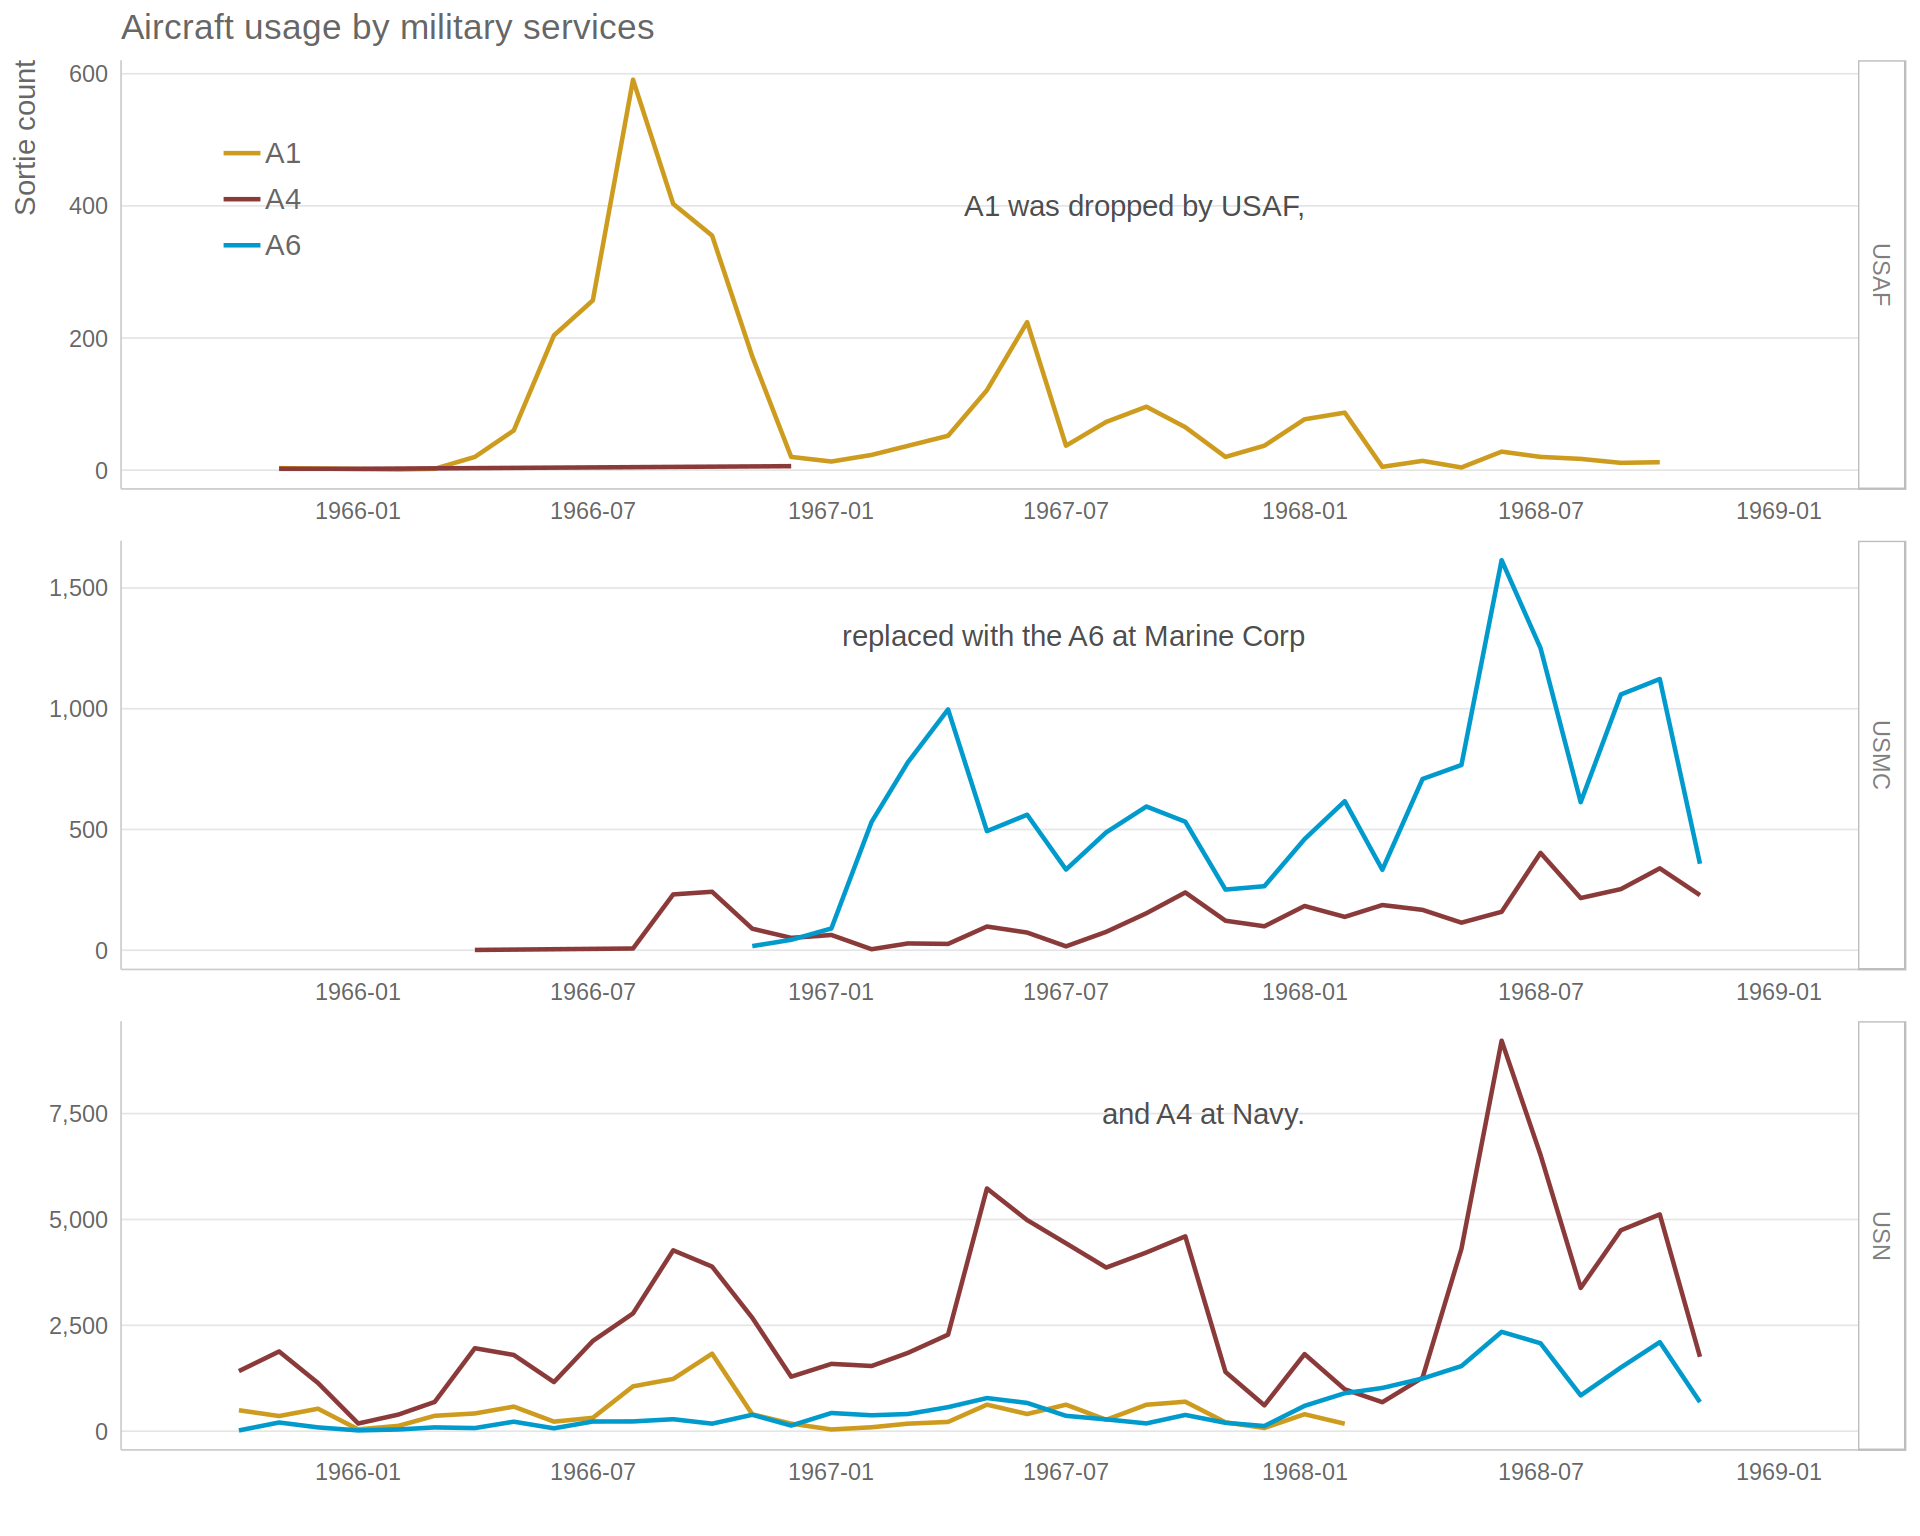 Aircraft usage by military services
Sortie count
600
400
200
0
A1
A4
A6
A1 was dropped by USAF,
USAF
1966-01 1966-07 1967-01 1967-07 1968-01 1968-07 1969-01
1,500
1,000
500
0
replaced with the A6 at Marine Corp
USMC
1966-01 1966-07 1967-01 1967-07 1968-01 1968-07 1969-01
7,500
5,000
2,500
0
and A4 at Navy.
USN
1966-01 1966-07 1967-01 1967-07 1968-01 1968-07 1969-01